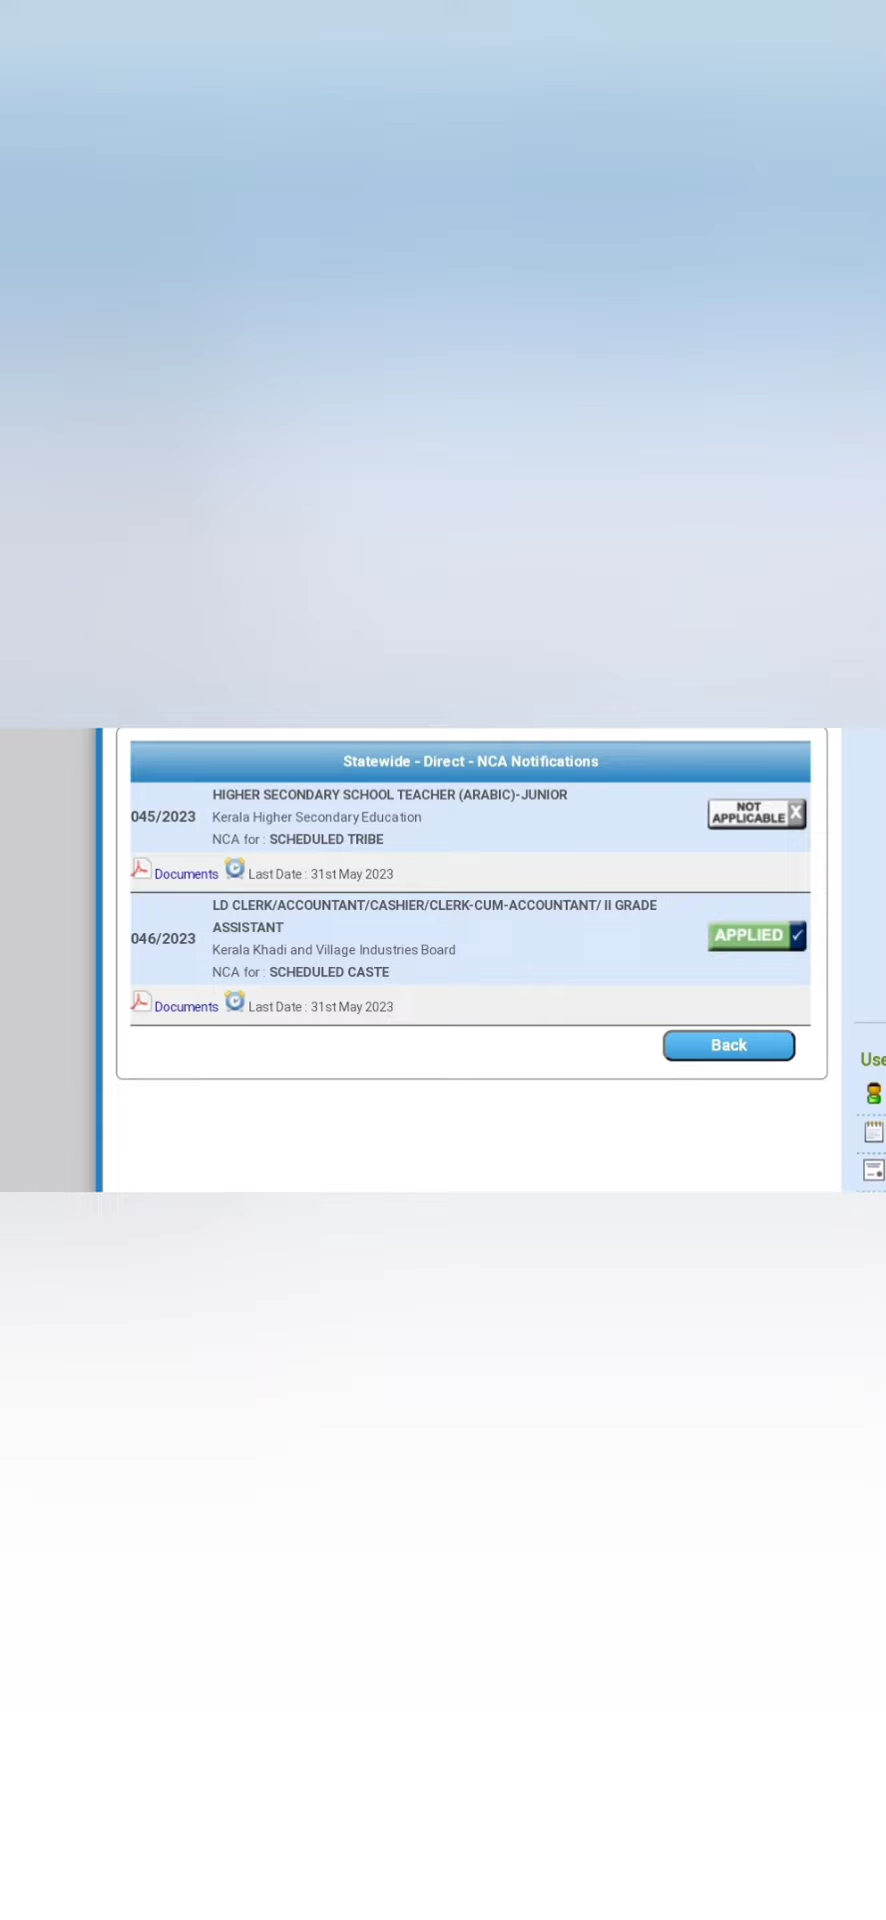 Statewide - Direct - NCA Notifications
HIGHER SECONDARY SCHOOL TEACHER (ARABIC)-JUNIOR
045/2023
Kerala Higher Secondary Education
NCA for : SCHEDULED TRIBE
NOT
APPLICABLE X
Documents Last Date : 31st May 2023
LD CLERK/ACCOUNTANT/CASHIER/CLERK-CUM-ACCOUNTANT/ II GRADE
ASSISTANT
046/2023
Kerala Khadi and Village Industries Board
NCA for : SCHEDULED CASTE
APPLIED ✓
Documents Last Date : 31st May 2023
Back
Use